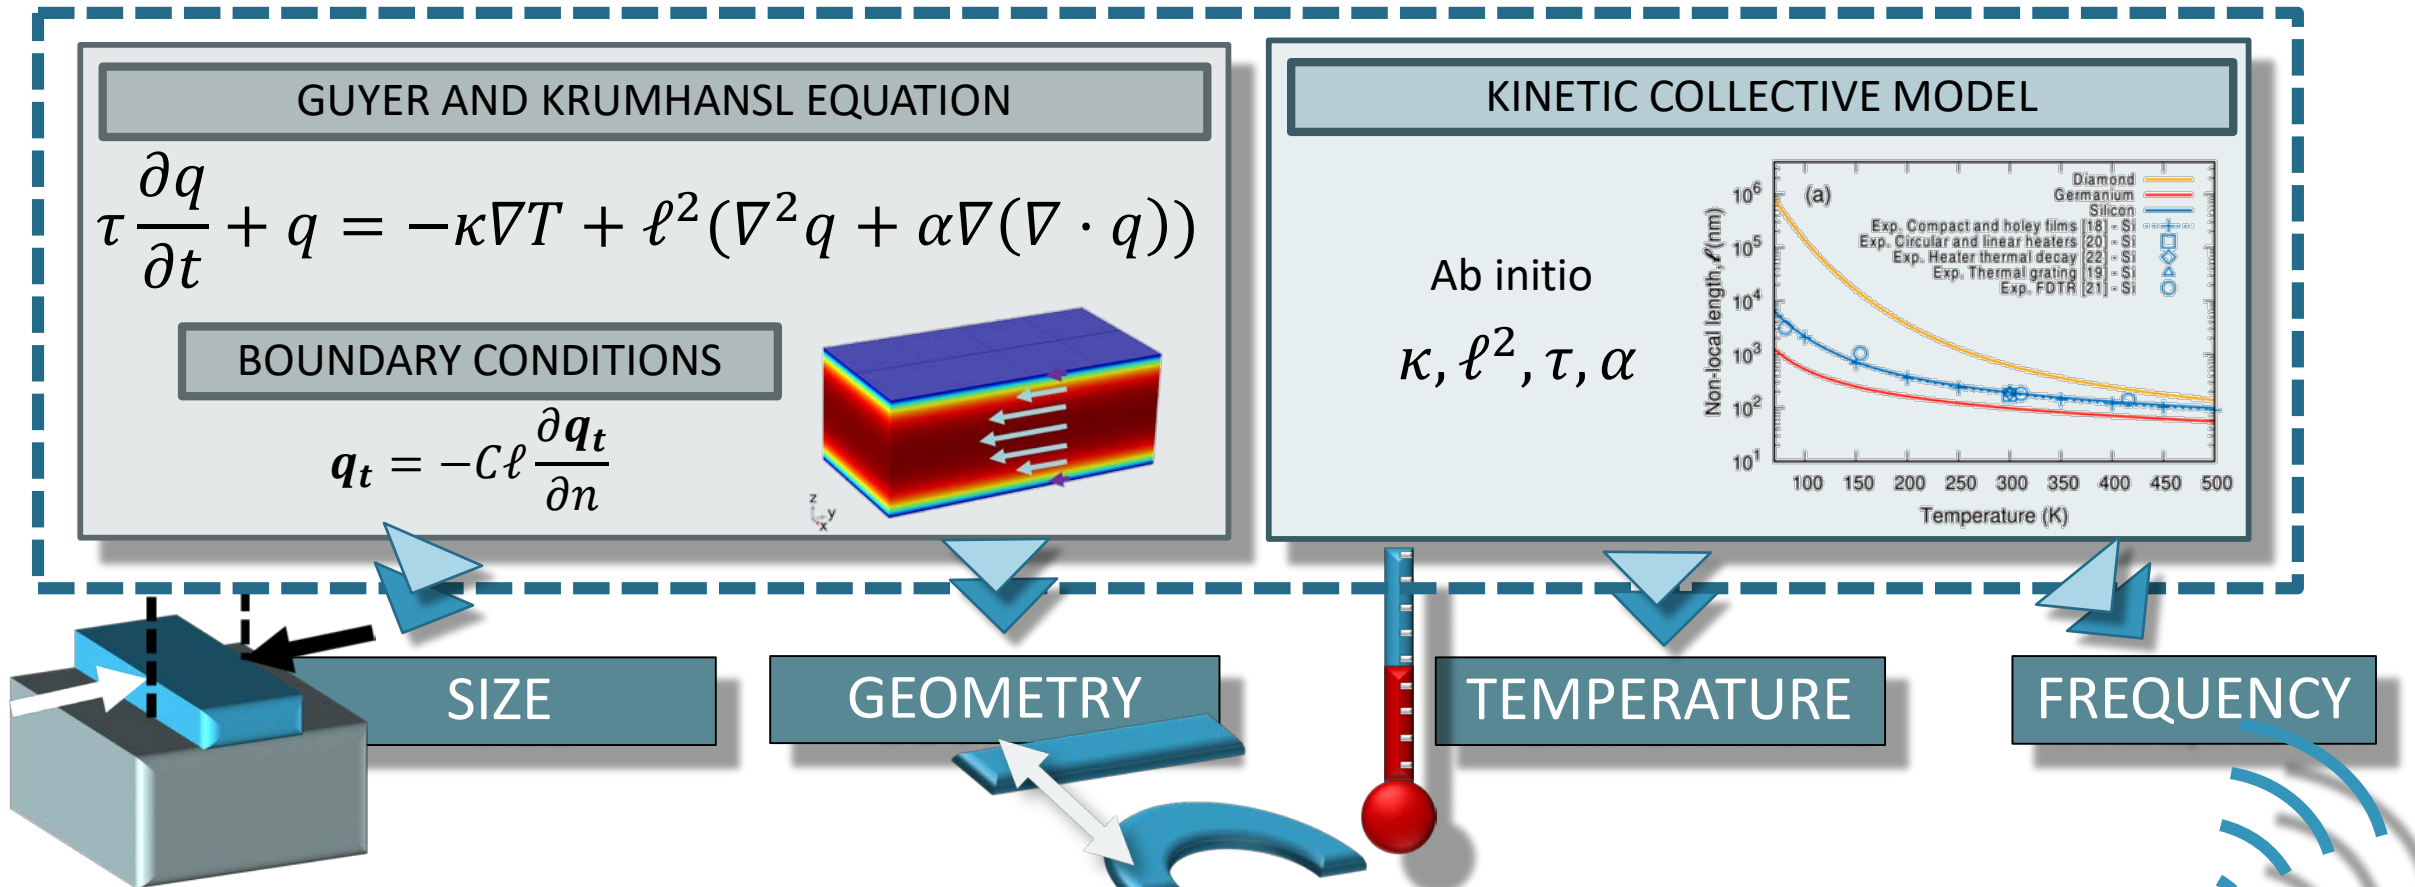 GUYER AND KRUMHANSL EQUATION
τ ∂q/∂t + q = −κ∇T + ℓ²(∇²q + α∇(∇ · q))
BOUNDARY CONDITIONS
q_t = −Cℓ ∂q_t/∂n
z
y
x
KINETIC COLLECTIVE MODEL
Ab initio
κ, ℓ², τ, α
(a)
Diamond
Germanium
Silicon
Exp. Compact and holey films [18] - Si
Exp. Circular and linear heaters [20] - Si
Exp. Heater thermal decay [22] - Si
Exp. Thermal grating [19] - Si
Exp. FDTR [21] - Si
Non-local length, ℓ (nm)
10⁶
10⁵
10⁴
10³
10²
10¹
100 150 200 250 300 350 400 450 500
Temperature (K)
SIZE
GEOMETRY
TEMPERATURE
FREQUENCY